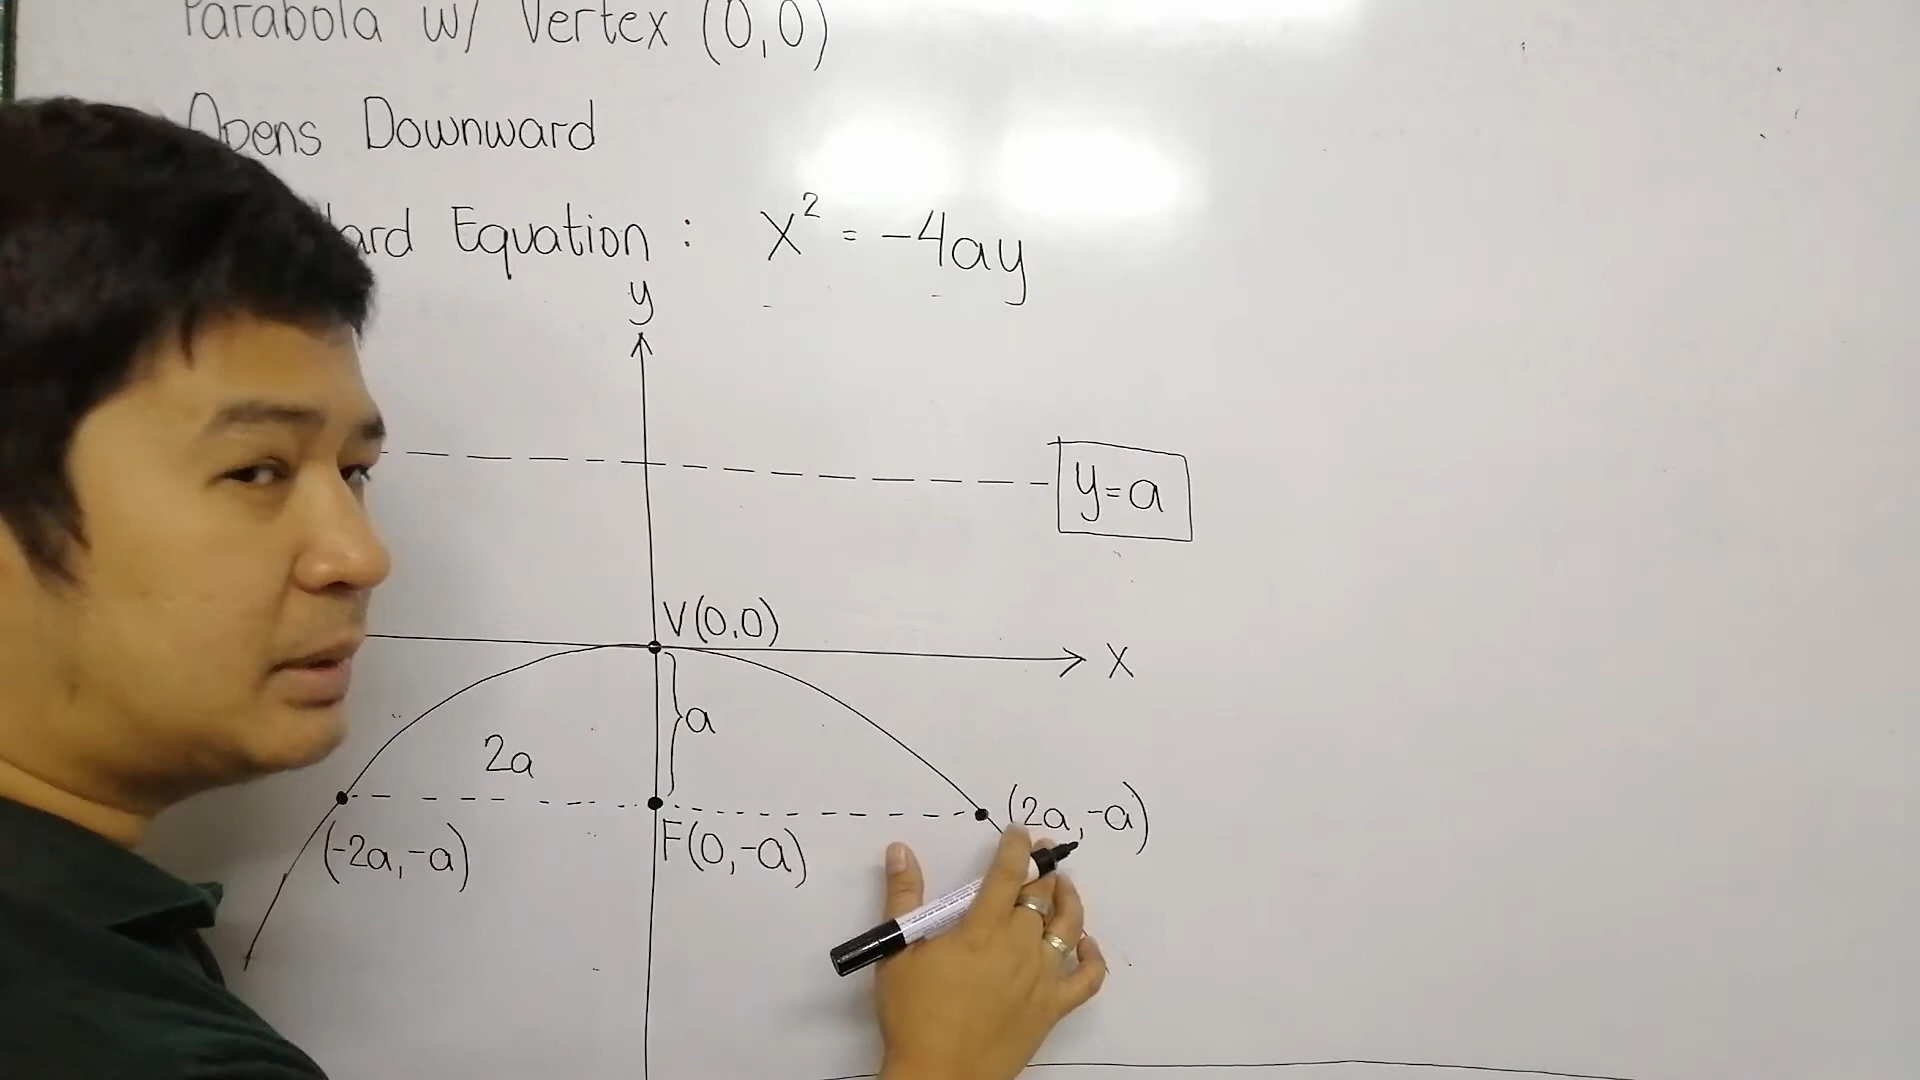 Parabola w/ Vertex (0,0)
Opens Downward
Equation : x² = -4ay
y
y=a
V(0,0)
x
a
2a
(2a,-a)
(-2a,-a)
F(0,-a)